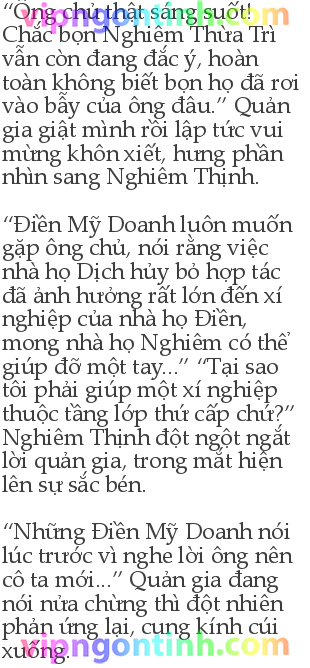 “Ông chủ thật sáng suốt!
Chắc bọn Nghiêm Thừa Trì
vẫn còn đang đắc ý, hoàn
toàn không biết bọn họ đã rơi
vào bẫy của ông đâu.” Quản
gia giật mình rồi lập tức vui
mừng khôn xiết, hưng phấn
nhìn sang Nghiêm Thịnh.
“Điền Mỹ Doanh luôn muốn
gặp ông chủ, nói rằng việc
nhà họ Dịch hủy bỏ hợp tác
đã ảnh hưởng rất lớn đến xí
nghiệp của nhà họ Điền,
mong nhà họ Nghiêm có thể
giúp đỡ một tay...” “Tại sao
tôi phải giúp một xí nghiệp
thuộc tầng lớp thứ cấp chứ?”
Nghiêm Thịnh đột ngột ngắt
lời quản gia, trong mắt hiện
lên sự sắc bén.
“Những Điền Mỹ Doanh nói
lúc trước vì nghe lời ông nên
cô ta mới...” Quản gia đang
nói nửa chừng thì đột nhiên
phản ứng lại, cung kính cúi
xuống.
vipngontinh.com
vipngontinh.com